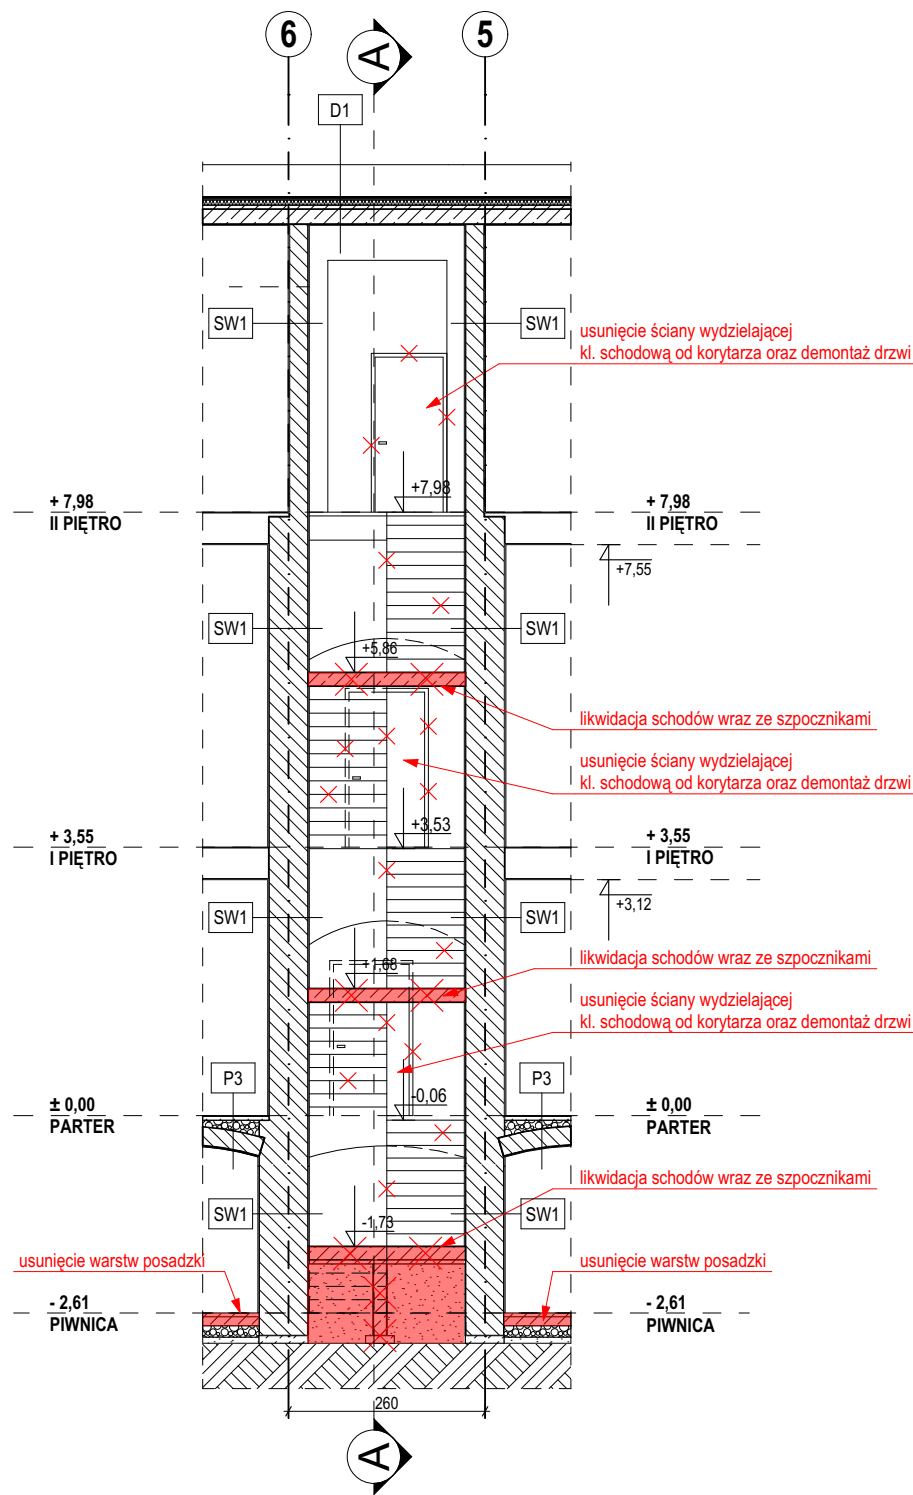 6
A
5
D1
SW1
SW1
usunięcie ściany wydzielającej
kl. schodową od korytarza oraz demontaż drzwi
+7,98
+ 7,98
II PIĘTRO
+ 7,98
II PIĘTRO
+7,55
SW1
SW1
+5,86
likwidacja schodów wraz ze szpocznikami
usunięcie ściany wydzielającej
kl. schodową od korytarza oraz demontaż drzwi
+3,53
+ 3,55
I PIĘTRO
+ 3,55
I PIĘTRO
+3,12
SW1
SW1
+1,68
likwidacja schodów wraz ze szpocznikami
usunięcie ściany wydzielającej
kl. schodową od korytarza oraz demontaż drzwi
P3
P3
-0,06
± 0,00
PARTER
± 0,00
PARTER
likwidacja schodów wraz ze szpocznikami
SW1
SW1
-1,73
usunięcie warstw posadzki
usunięcie warstw posadzki
- 2,61
PIWNICA
- 2,61
PIWNICA
260
A